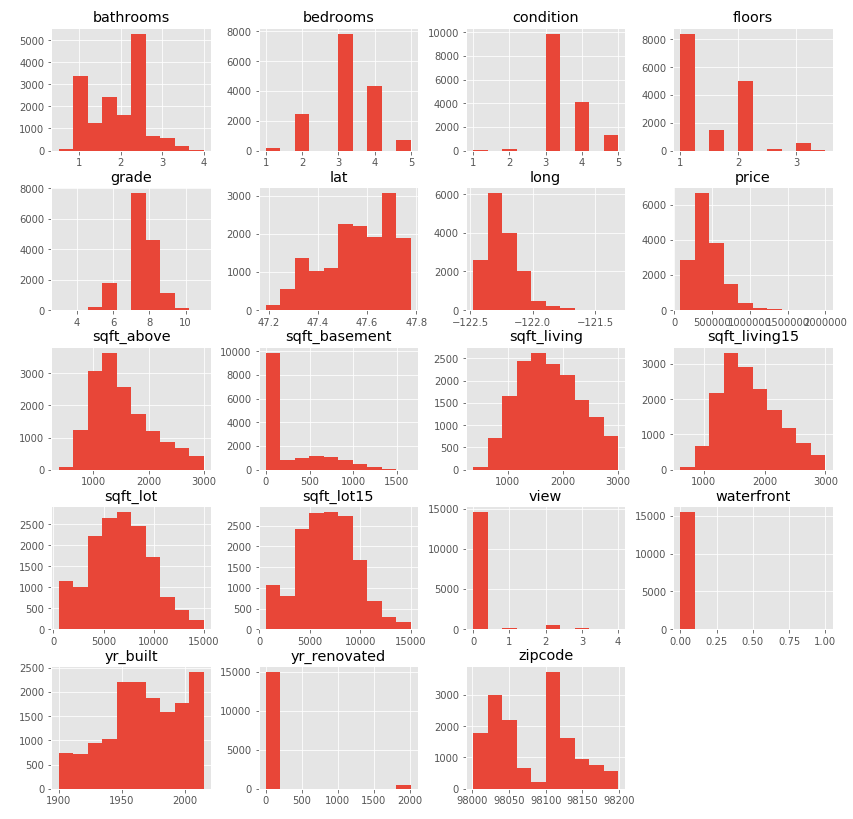 bathrooms bedrooms condition floors
5000 4000 3000 2000 1000 0
1 2 3 4
8000 6000 4000 2000 0
1 2 3 4 5
10000 8000 6000 4000 2000 0
1 2 3 4 5
8000 6000 4000 2000 0
1 2 3
grade lat long price
8000 6000 4000 2000 0
4 6 8 10
3000 2000 1000 0
47.2 47.4 47.6 47.8
6000 4000 2000 0
−122.5 −122.0 −121.5
6000 4000 2000 0
0 500000 1000000 1500000 2000000
sqft_above sqft_basement sqft_living sqft_living15
3000 2000 1000 0
1000 2000 3000
10000 8000 6000 4000 2000 0
0 500 1000 1500
2500 2000 1500 1000 500 0
1000 2000 3000
3000 2000 1000 0
1000 2000 3000
sqft_lot sqft_lot15 view waterfront
2500 2000 1500 1000 500 0
0 5000 10000 15000
2500 2000 1500 1000 500 0
0 5000 10000 15000
15000 10000 5000 0
0 1 2 3 4
15000 10000 5000 0
0.00 0.25 0.50 0.75 1.00
yr_built yr_renovated zipcode
2500 2000 1500 1000 500 0
1900 1950 2000
15000 10000 5000 0
0 500 1000 1500 2000
3000 2000 1000 0
98000 98050 98100 98150 98200